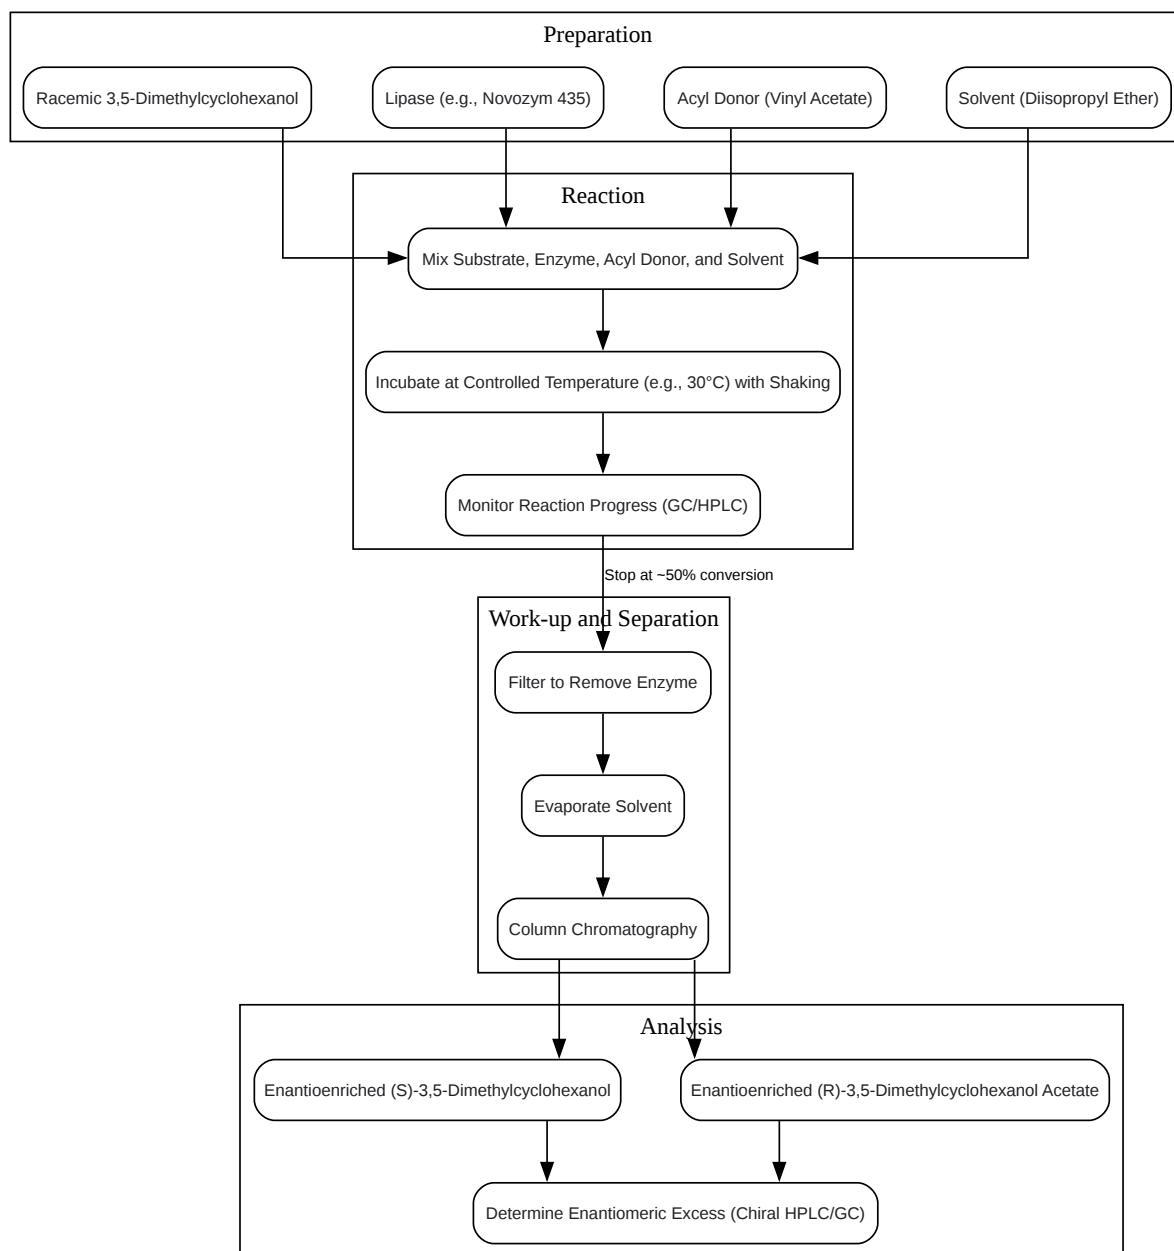 Preparation
Racemic 3,5-Dimethylcyclohexanol
Lipase (e.g., Novozym 435)
Acyl Donor (Vinyl Acetate)
Solvent (Diisopropyl Ether)
Reaction
Mix Substrate, Enzyme, Acyl Donor, and Solvent
Incubate at Controlled Temperature (e.g., 30°C) with Shaking
Monitor Reaction Progress (GC/HPLC)
Stop at ~50% conversion
Work-up and Separation
Filter to Remove Enzyme
Evaporate Solvent
Column Chromatography
Analysis
Enantioenriched (S)-3,5-Dimethylcyclohexanol
Enantioenriched (R)-3,5-Dimethylcyclohexanol Acetate
Determine Enantiomeric Excess (Chiral HPLC/GC)